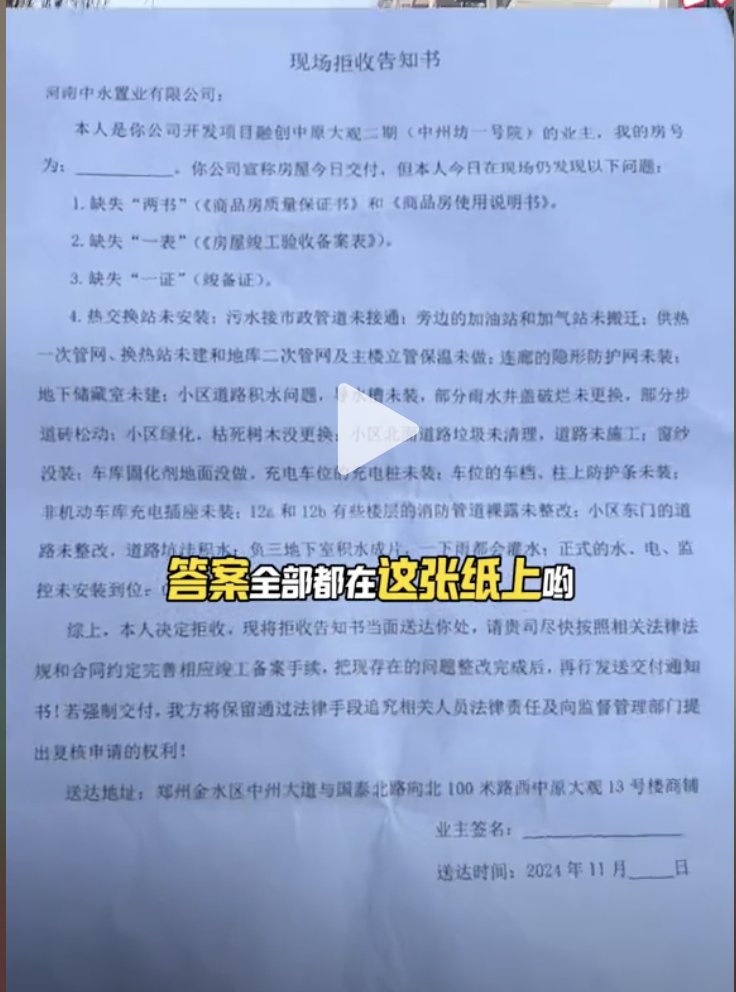 现场拒收告知书
河南中永置业有限公司：
本人是你公司开发项目融创中原大观二期（中州坊一号院）的业主，我的房号
为：＿＿＿＿＿。你公司宣称房屋今日交付，但本人今日在现场仍发现以下问题：
1.缺失“两书”（《商品房质量保证书》和《商品房使用说明书》。
2.缺失“一表”（《房屋竣工验收备案表》）。
3.缺失“一证”（竣备证）。
4.热交换站未安装；污水接市政管道未接通；旁边的加油站和加气站未搬迁；供热
一次管网、换热站未建和地库二次管网及主楼立管保温未做；连廊的隐形防护网未装；
地下储藏室未建；小区道路积水问题，导水槽未装，部分雨水井盖破烂未更换，部分步
道砖松动；小区绿化，枯死树木没更换；小区北面道路垃圾未清理，道路未施工；窗纱
没装；车库固化剂地面没做，充电车位的充电桩未装；车位的车档、柱上防护条未装；
非机动车库充电插座未装；12a 和 12b 有些楼层的消防管道裸露未整改；小区东门的道
路未整改，道路坑洼积水；负三地下室积水成片，一下雨都会灌水；正式的水、电、监
控未安装到位。
答案全部都在这张纸上哟
综上，本人决定拒收，现将拒收告知书当面送达你处，请贵司尽快按照相关法律法
规和合同约定完善相应竣工备案手续，把现存在的问题整改完成后，再行发送交付通知
书！若强制交付，我方将保留通过法律手段追究相关人员法律责任及向监督管理部门提
出复核申请的权利！
送达地址：郑州金水区中州大道与国泰北路向北 100 米路西中原大观 13 号楼商铺
业主签名：＿＿＿＿＿
送达时间：2024 年 11 月＿＿日